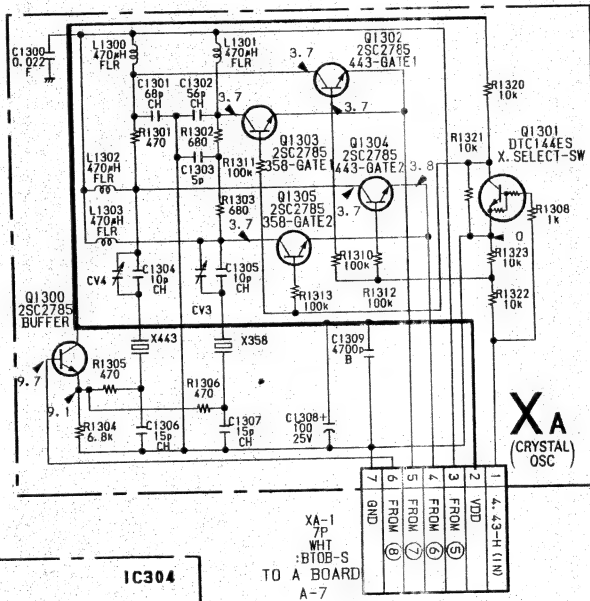 C1300
0.022
F
L1300
470µH
FLR
L1301
470µH
FLR
C1301
68p
CH
C1302
56p
CH
3.7
Q1302
2SC2785
443-GATE1
3.7
3.7
R1301
470
R1302
680
C1303
5p
R1311
100k
Q1303
2SC2785
358-GATE1
Q1304
2SC2785
443-GATE2
3.8
R1320
10k
R1321
10k
Q1301
DTC144ES
X.SELECT-SW
L1302
470µH
FLR
L1303
470µH
FLR
R1303
680
3.7
Q1305
2SC2785
358-GATE2
3.7
R1308
1k
0
R1323
10k
R1322
10k
CV4
C1304
10p
CH
CV3
C1305
10p
CH
R1310
100k
R1313
100k
R1312
100k
Q1300
2SC2785
BUFFER
X443
X358
C1309
4700p
B
9.7
R1305
470
R1306
470
9.1
R1304
6.8k
C1306
15p
CH
C1307
15p
CH
C1308
+
100
25V
XA
(CRYSTAL
OSC)
7 GND
6 FROM ⑧
5 FROM ⑦
4 FROM ⑥
3 FROM ⑤
2 VDD
1 4.43-H (IN)
XA-1
7P
WHT
:BTOB-S
TO A BOARD
A-7
IC304